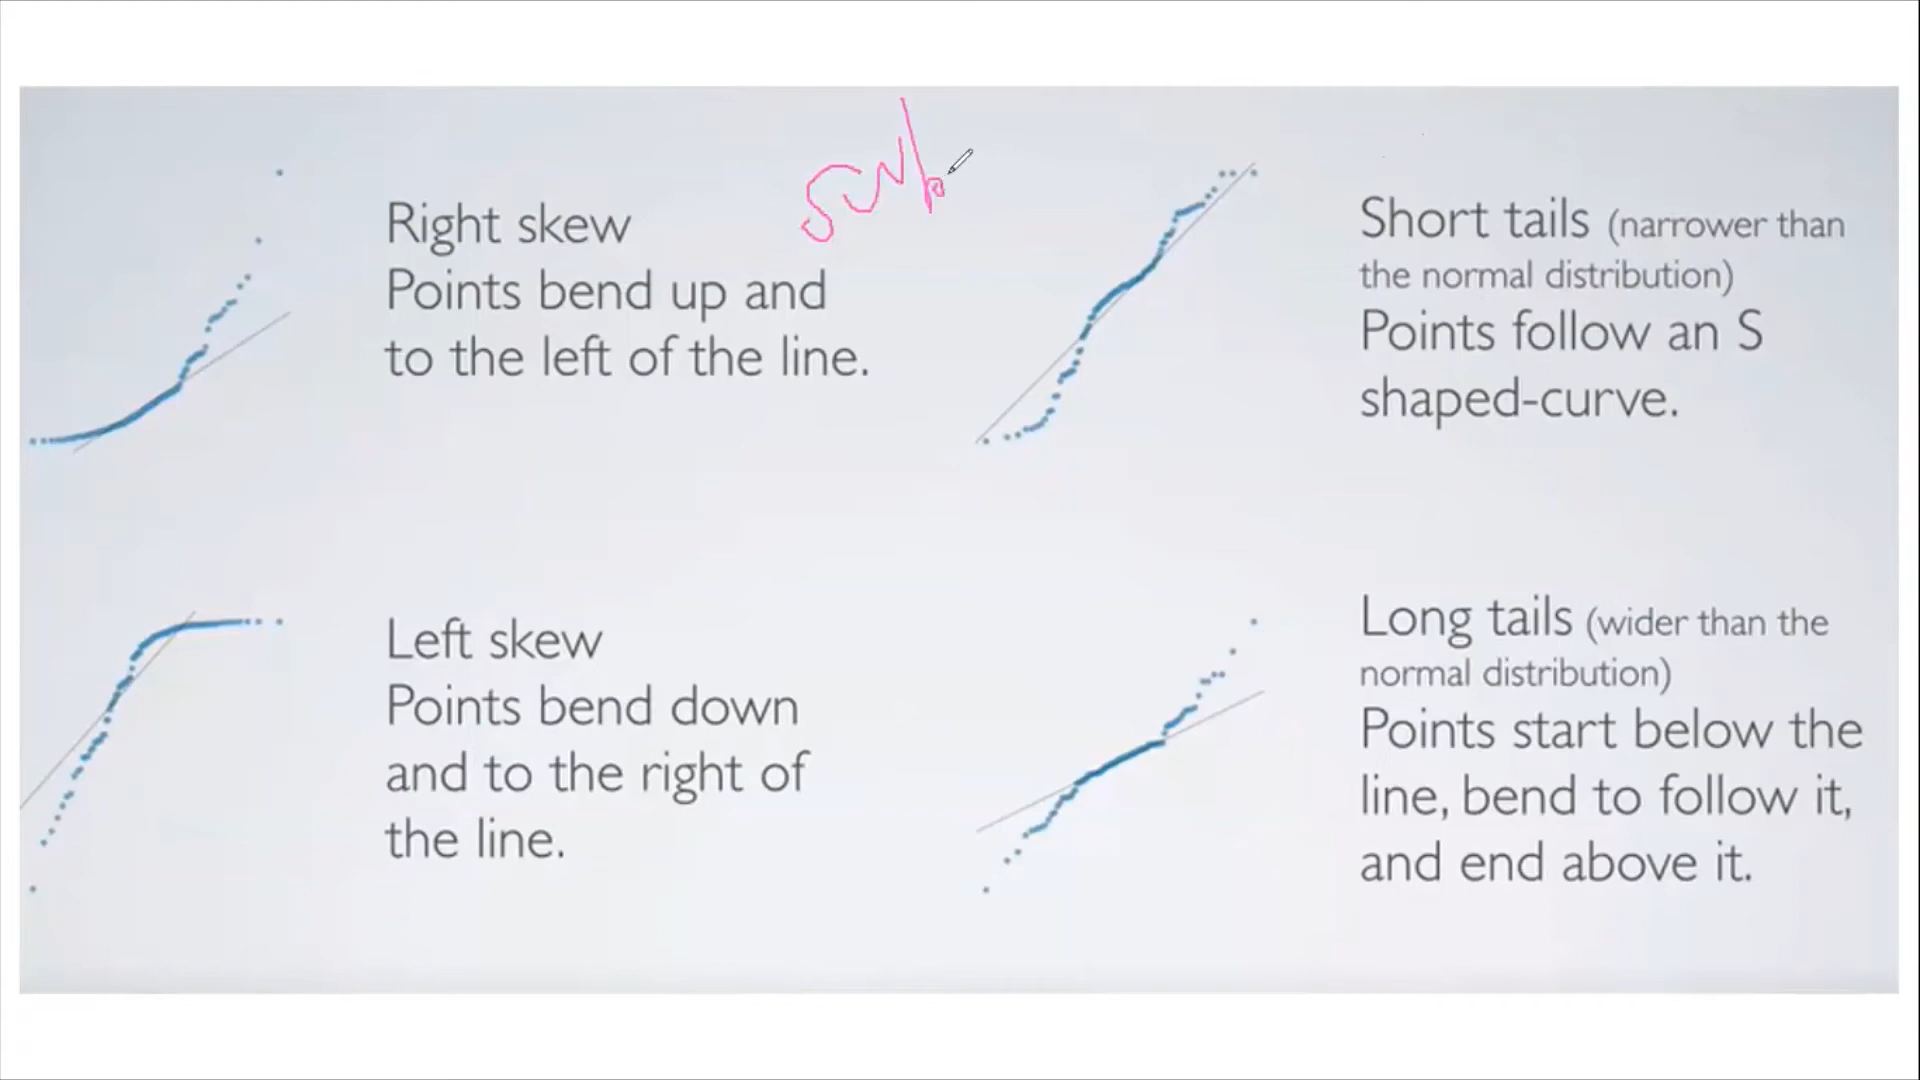 Right skew
Points bend up and
to the left of the line.
Short tails (narrower than
the normal distribution)
Points follow an S
shaped-curve.
Left skew
Points bend down
and to the right of
the line.
Long tails (wider than the
normal distribution)
Points start below the
line, bend to follow it,
and end above it.